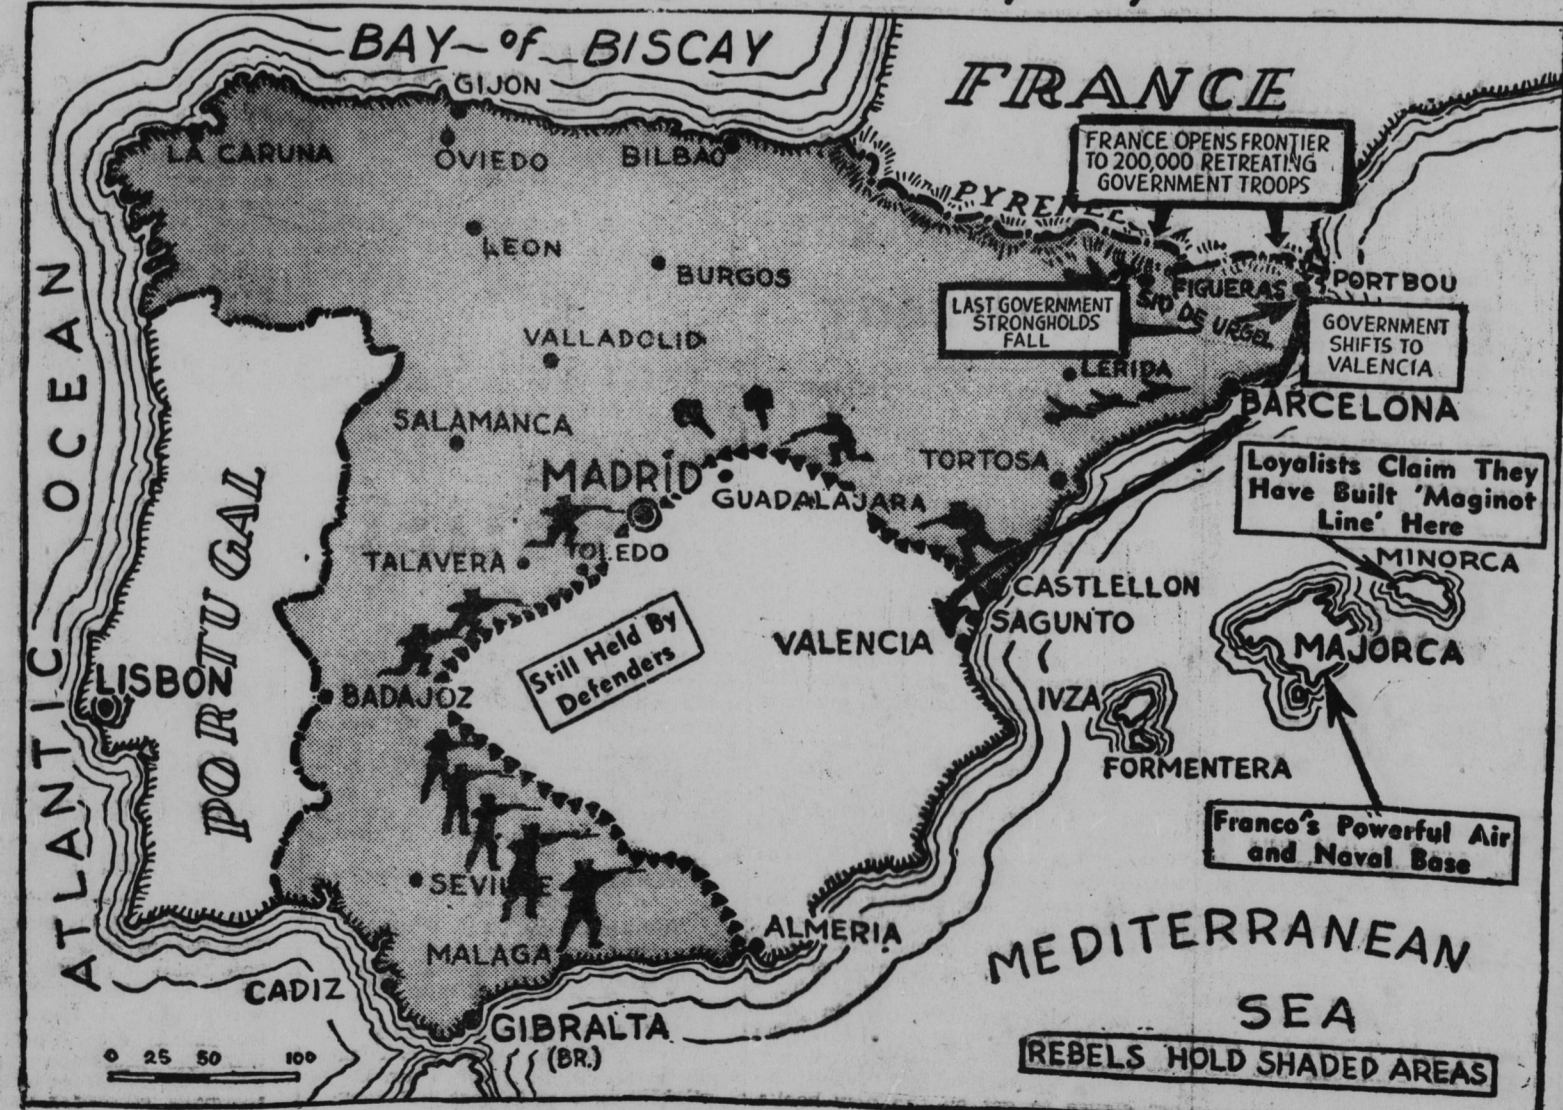 BAY of BISCAY
FRANCE
GIJON
LA CARUNA
OVIEDO
BILBAO
FRANCE OPENS FRONTIER
TO 200,000 RETREATING
GOVERNMENT TROOPS
LEON
BURGOS
PORTBOU
FIGUERAS
LAST GOVERNMENT
STRONGHOLDS
FALL
DE URGEL
GOVERNMENT
SHIFTS TO
VALENCIA
VALLADOLID
LERIDA
BARCELONA
SALAMANCA
TORTOSA
MADRID
GUADALAJARA
Loyalists Claim They
Have Built 'Maginot
Line' Here
TALAVERA
TOLEDO
MINORCA
CASTLELLON
SAGUNTO
VALENCIA
MAJORCA
Still Held By
Defenders
ATLANTIC OCEAN
PORTUGAL
LISBON
BADAJOZ
IVZA
FORMENTERA
Franco's Powerful Air
and Naval Base
SEVILLE
MALAGA
ALMERIA
CADIZ
GIBRALTA
(BR.)
MEDITERRANEAN
SEA
0 25 50 100
REBELS HOLD SHADED AREAS